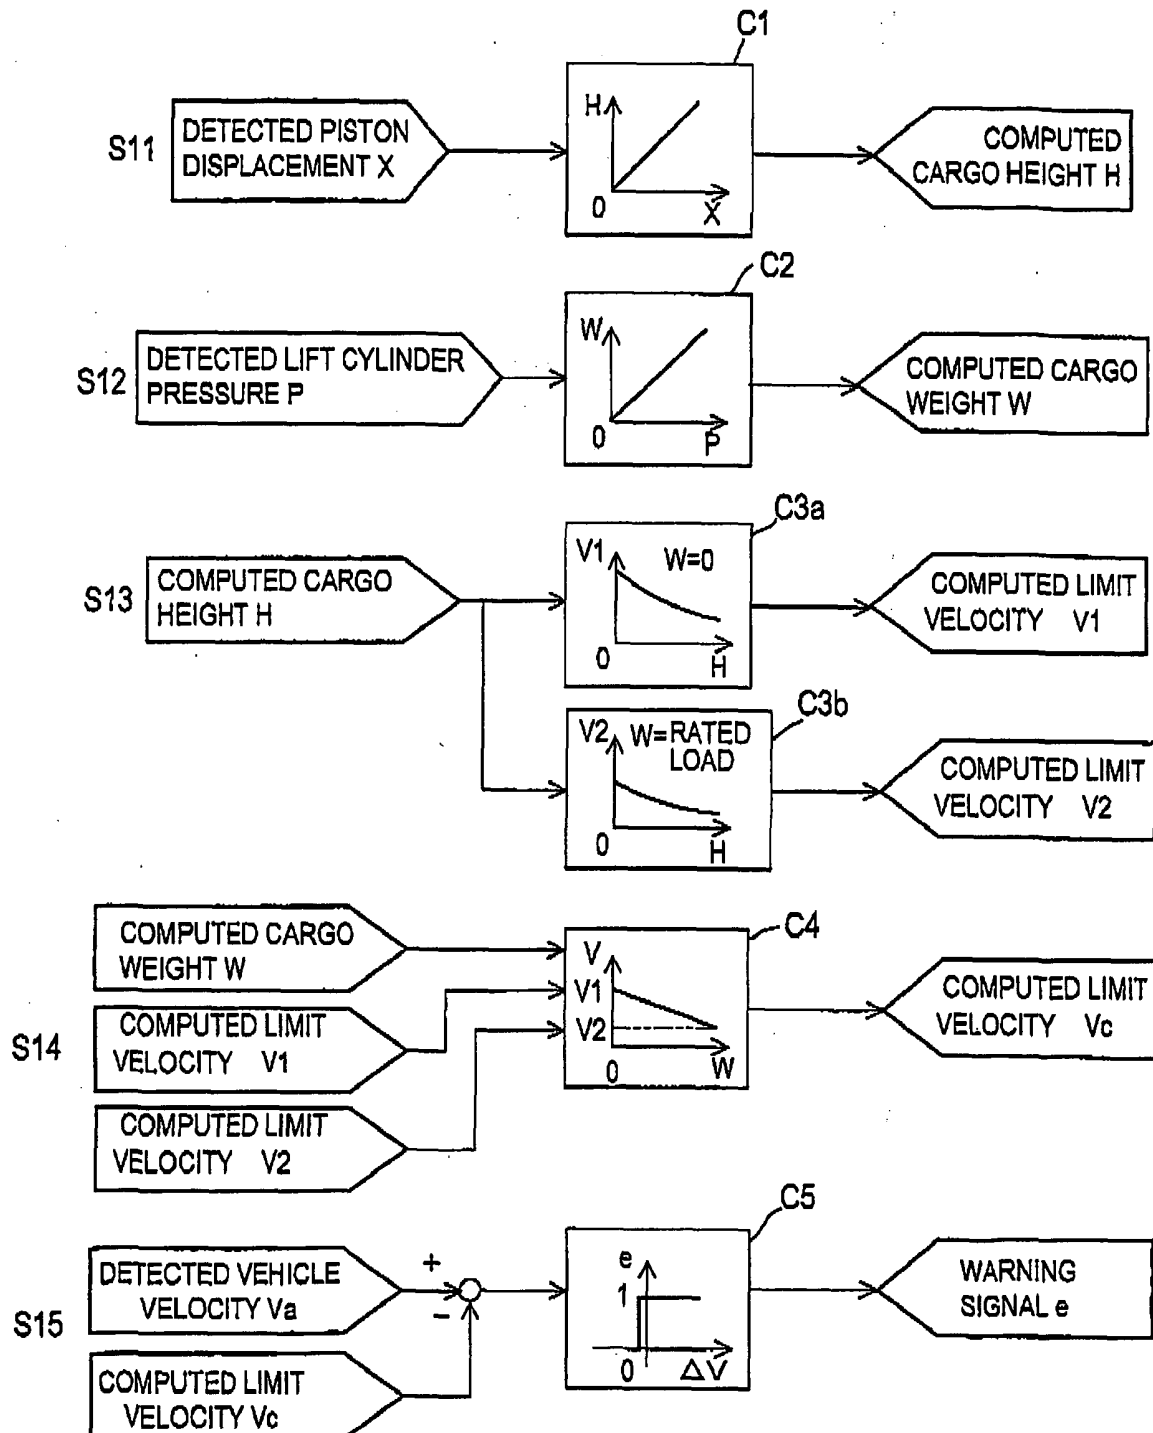 C1
S11
DETECTED PISTON
DISPLACEMENT X
H
0
X
COMPUTED
CARGO HEIGHT H
C2
S12
DETECTED LIFT CYLINDER
PRESSURE P
W
0
P
COMPUTED CARGO
WEIGHT W
C3a
S13
COMPUTED CARGO
HEIGHT H
V1
W=0
0
H
COMPUTED LIMIT
VELOCITY V1
C3b
V2
W=RATED
LOAD
0
H
COMPUTED LIMIT
VELOCITY V2
C4
S14
COMPUTED CARGO
WEIGHT W
COMPUTED LIMIT
VELOCITY V1
COMPUTED LIMIT
VELOCITY V2
V
V1
V2
0
W
COMPUTED LIMIT
VELOCITY Vc
C5
S15
DETECTED VEHICLE
VELOCITY Va
COMPUTED LIMIT
VELOCITY Vc
+
−
e
1
0
ΔV
WARNING
SIGNAL e